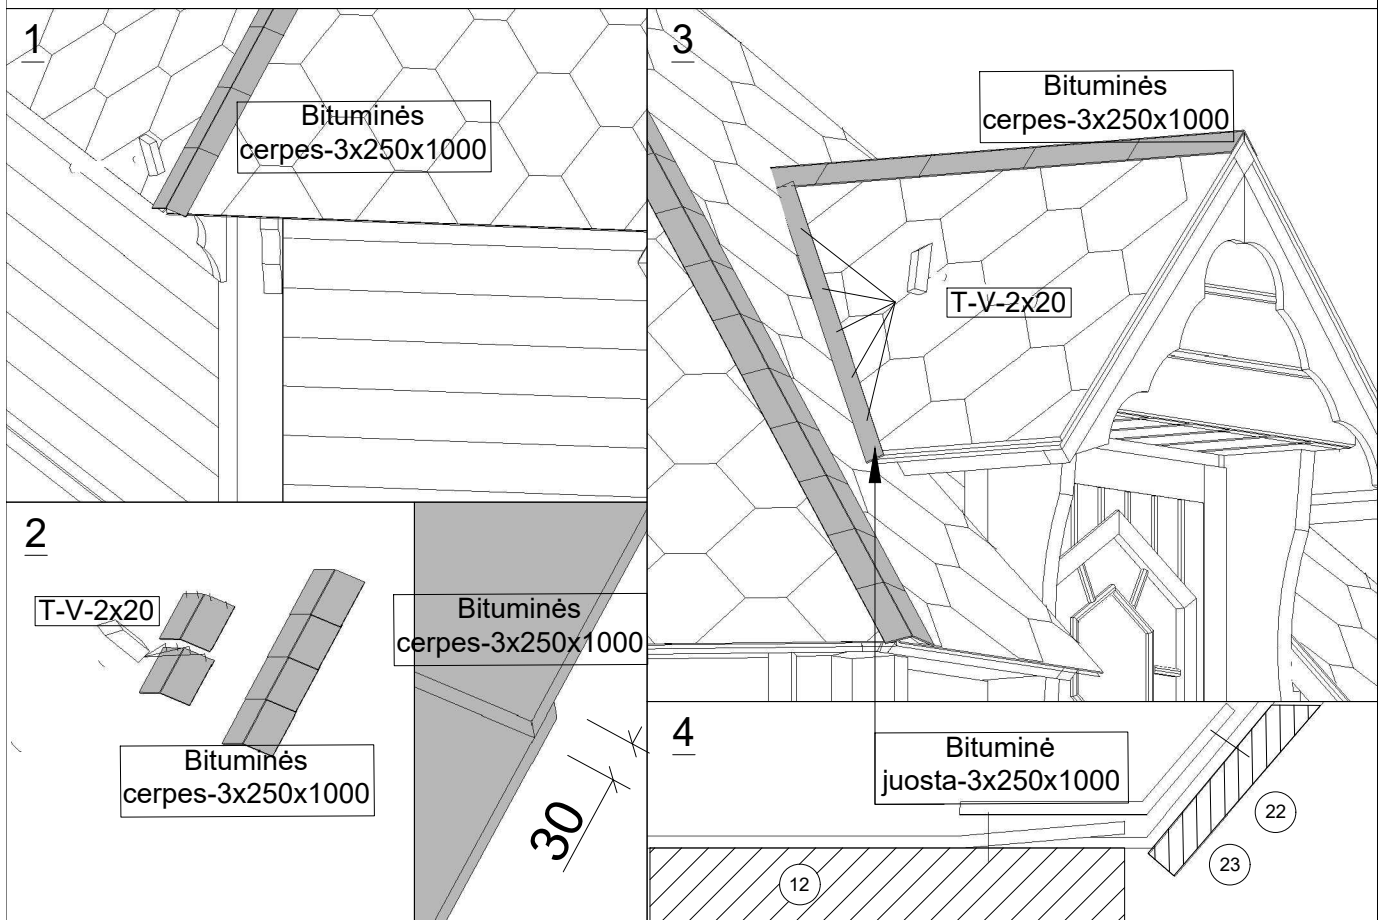 1
Bituminės
cerpes-3x250x1000
2
T-V-2x20
Bituminės
cerpes-3x250x1000
Bituminės
cerpes-3x250x1000
30
3
Bituminės
cerpes-3x250x1000
T-V-2x20
4
Bituminė
juosta-3x250x1000
22
23
12